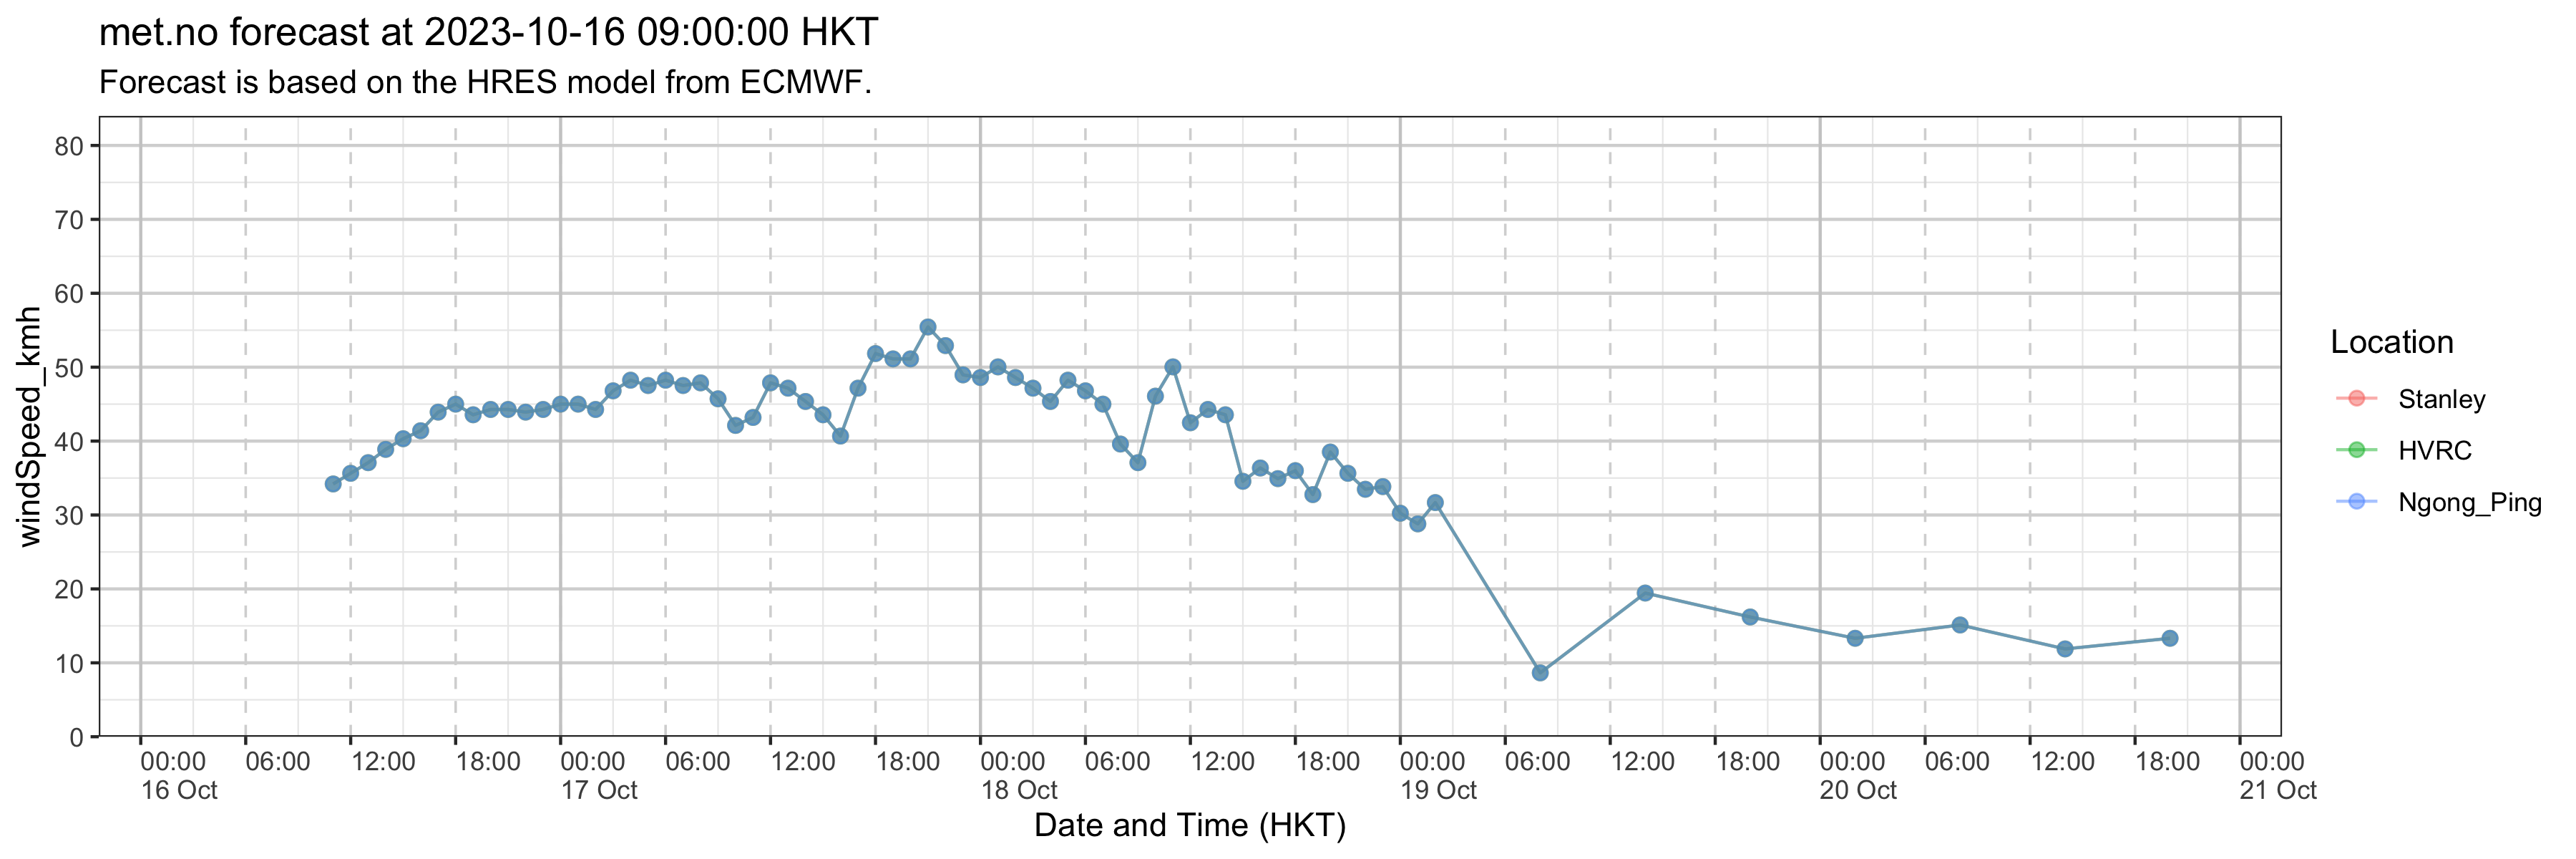 met.no forecast at 2023-10-16 09:00:00 HKT
Forecast is based on the HRES model from ECMWF.
windSpeed_kmh
80
70
60
50
40
30
20
10
0
00:00 06:00 12:00 18:00 00:00 06:00 12:00 18:00 00:00 06:00 12:00 18:00 00:00 06:00 12:00 18:00 00:00 06:00 12:00 18:00 00:00
16 Oct 17 Oct 18 Oct 19 Oct 20 Oct 21 Oct
Date and Time (HKT)
Location
Stanley
HVRC
Ngong_Ping